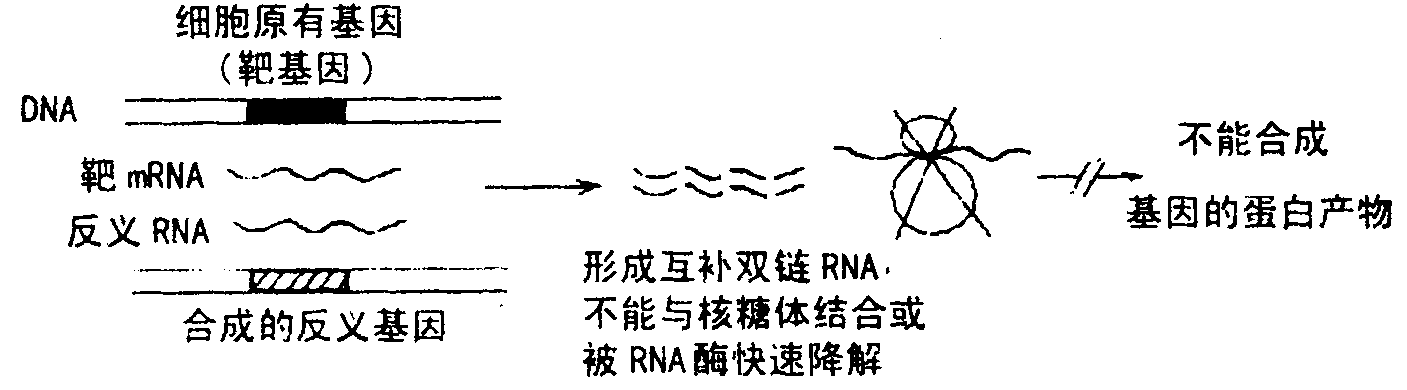 细胞原有基因
（靶基因）
DNA
靶 mRNA
反义 RNA
合成的反义基因
形成互补双链 RNA，
不能与核糖体结合或
被 RNA 酶快速降解
不能合成
基因的蛋白产物